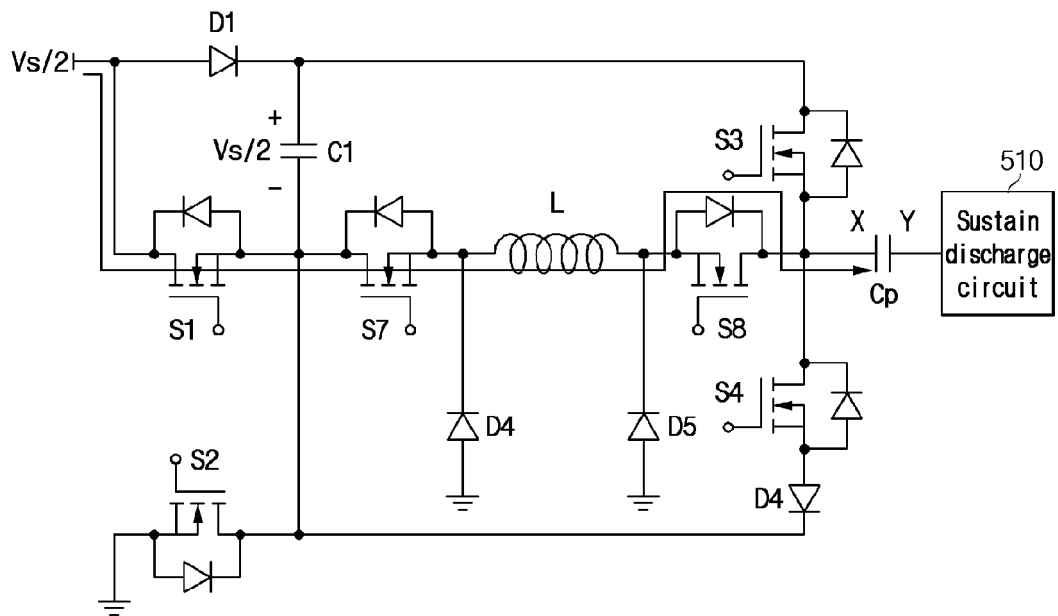 D1
Vs/2
+
Vs/2
C1
−
S3
510
L
X
Y
Sustain
discharge
circuit
Cp
S1
S7
S8
S4
D4
D5
S2
D4